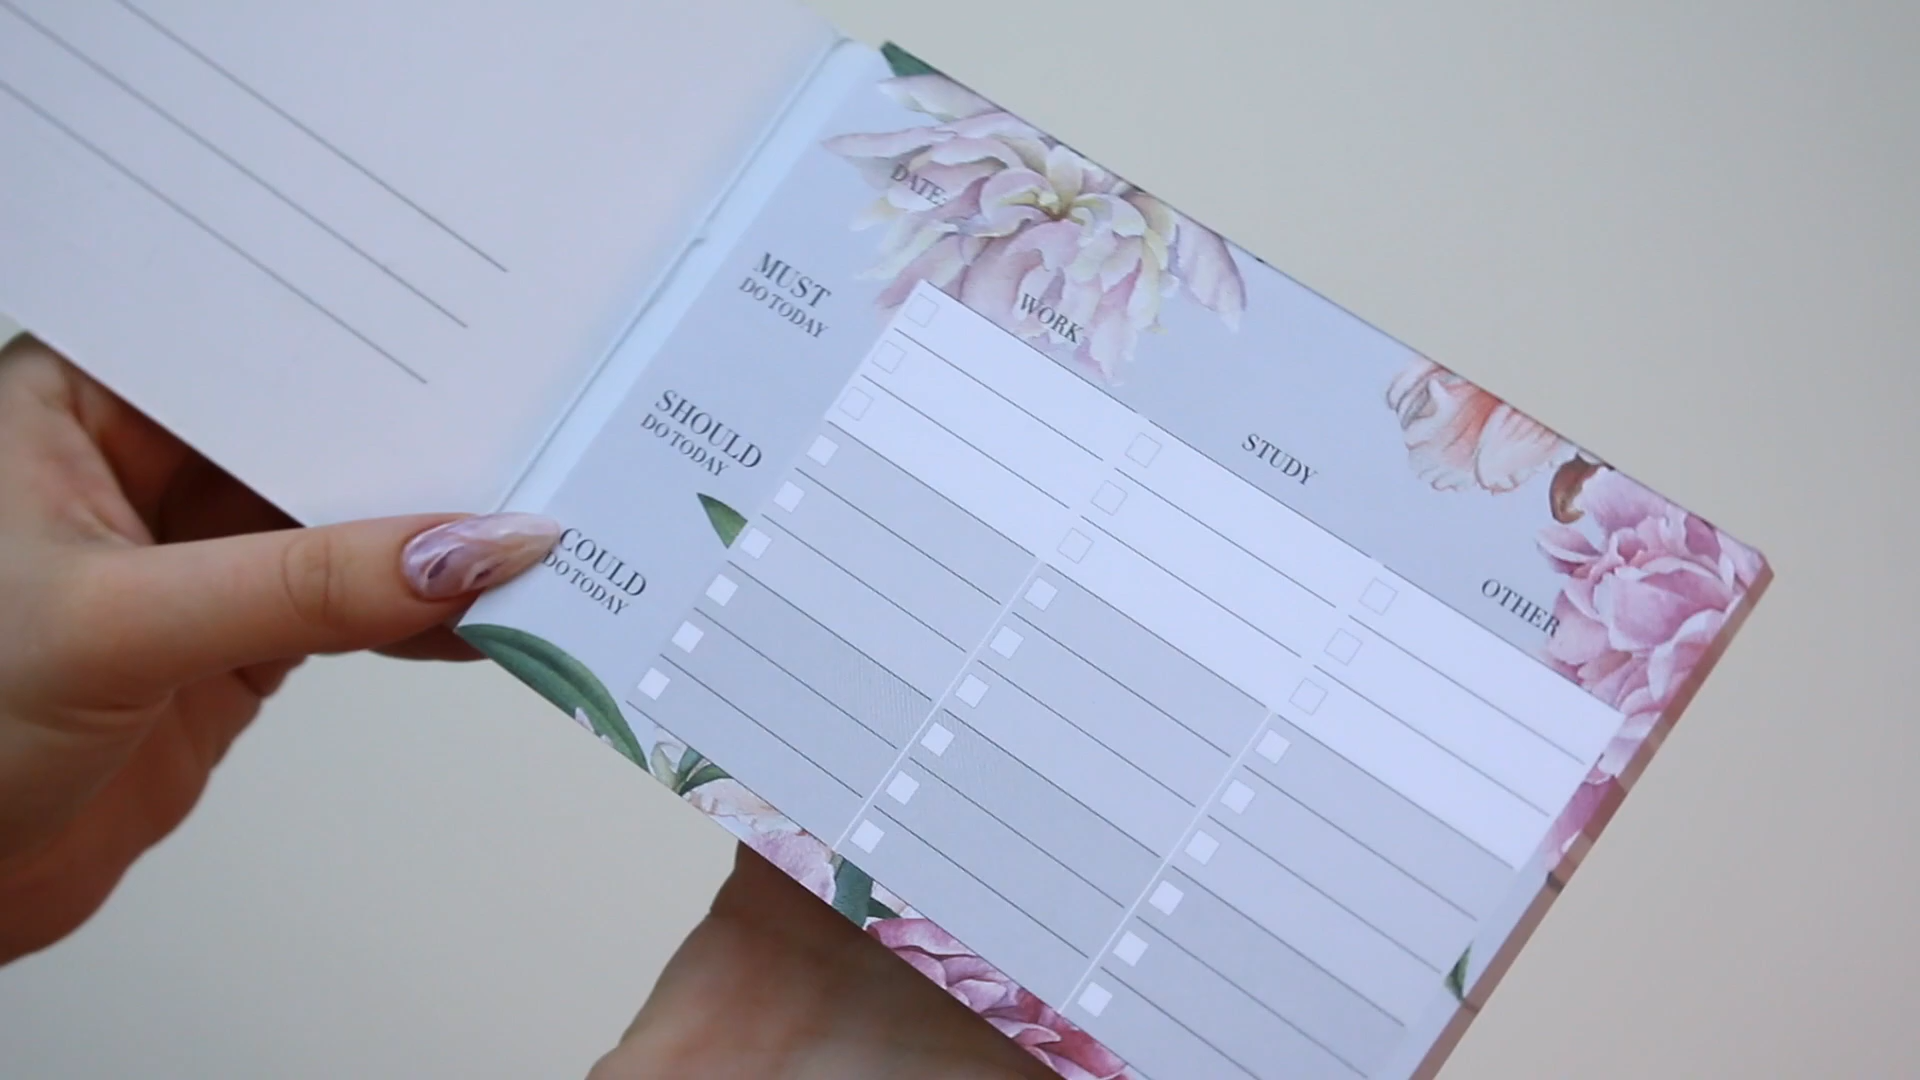 DATE:
WORK
STUDY
OTHER
MUST
DO TODAY
SHOULD
DO TODAY
COULD
DO TODAY